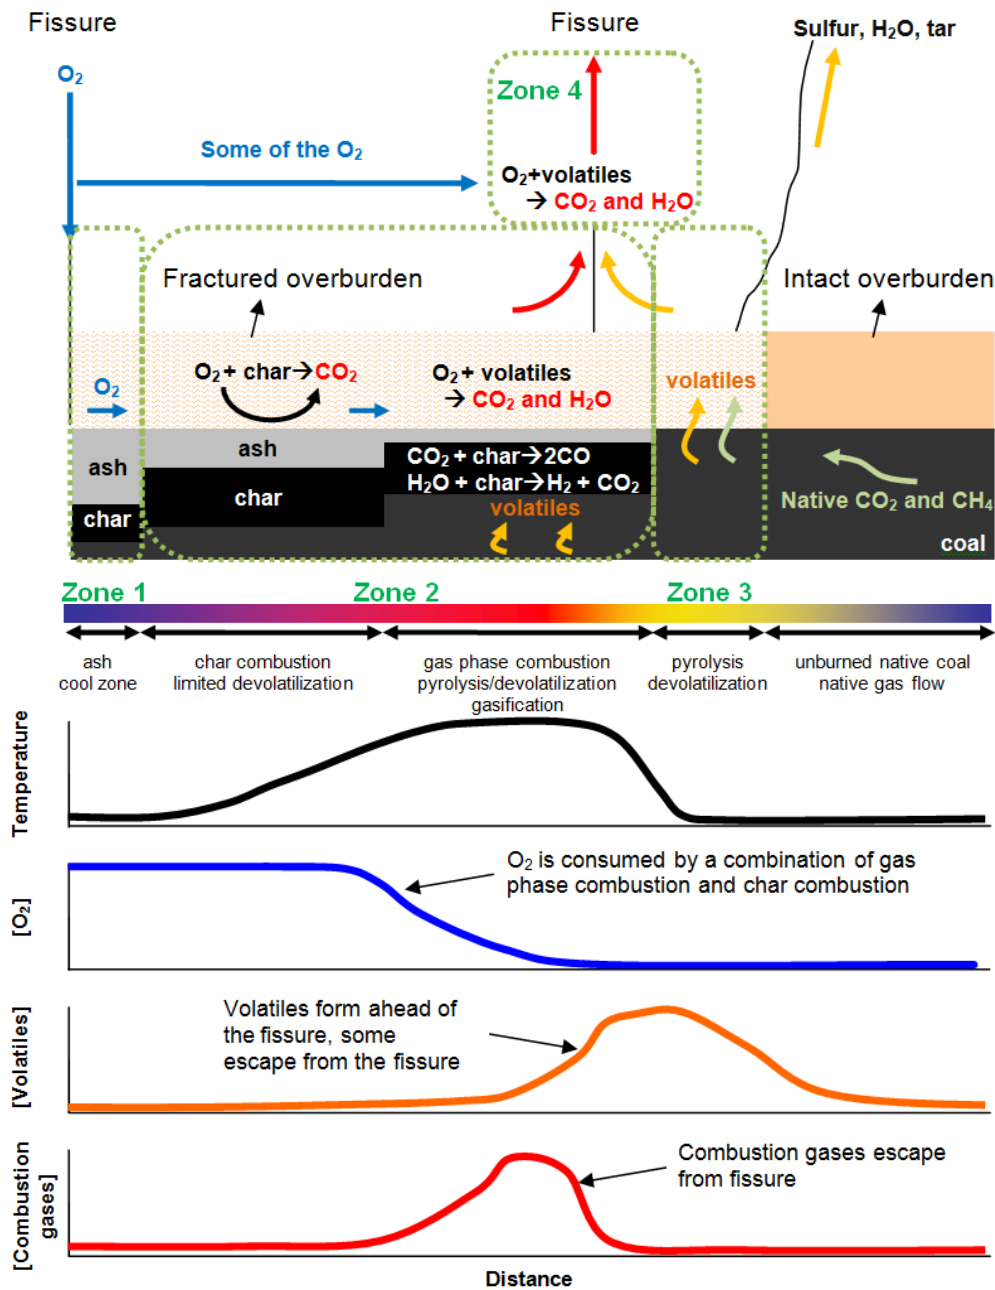 Fissure
Fissure
Sulfur, H₂O, tar
O₂
Zone 4
Some of the O₂
O₂+volatiles
→ CO₂ and H₂O
Fractured overburden
Intact overburden
O₂ + char→CO₂
O₂ + volatiles
→ CO₂ and H₂O
volatiles
O₂
ash
ash
CO₂ + char→2CO
H₂O + char→H₂ + CO₂
char
char
volatiles
Native CO₂ and CH₄
coal
Zone 1
Zone 2
Zone 3
ash
cool zone
char combustion
limited devolatilization
gas phase combustion
pyrolysis/devolatilization
gasification
pyrolysis
devolatilization
unburned native coal
native gas flow
Temperature
O₂ is consumed by a combination of gas
phase combustion and char combustion
[O₂]
Volatiles form ahead of
the fissure, some
escape from the fissure
[Volatiles]
Combustion gases escape
from fissure
[Combustion
gases]
Distance